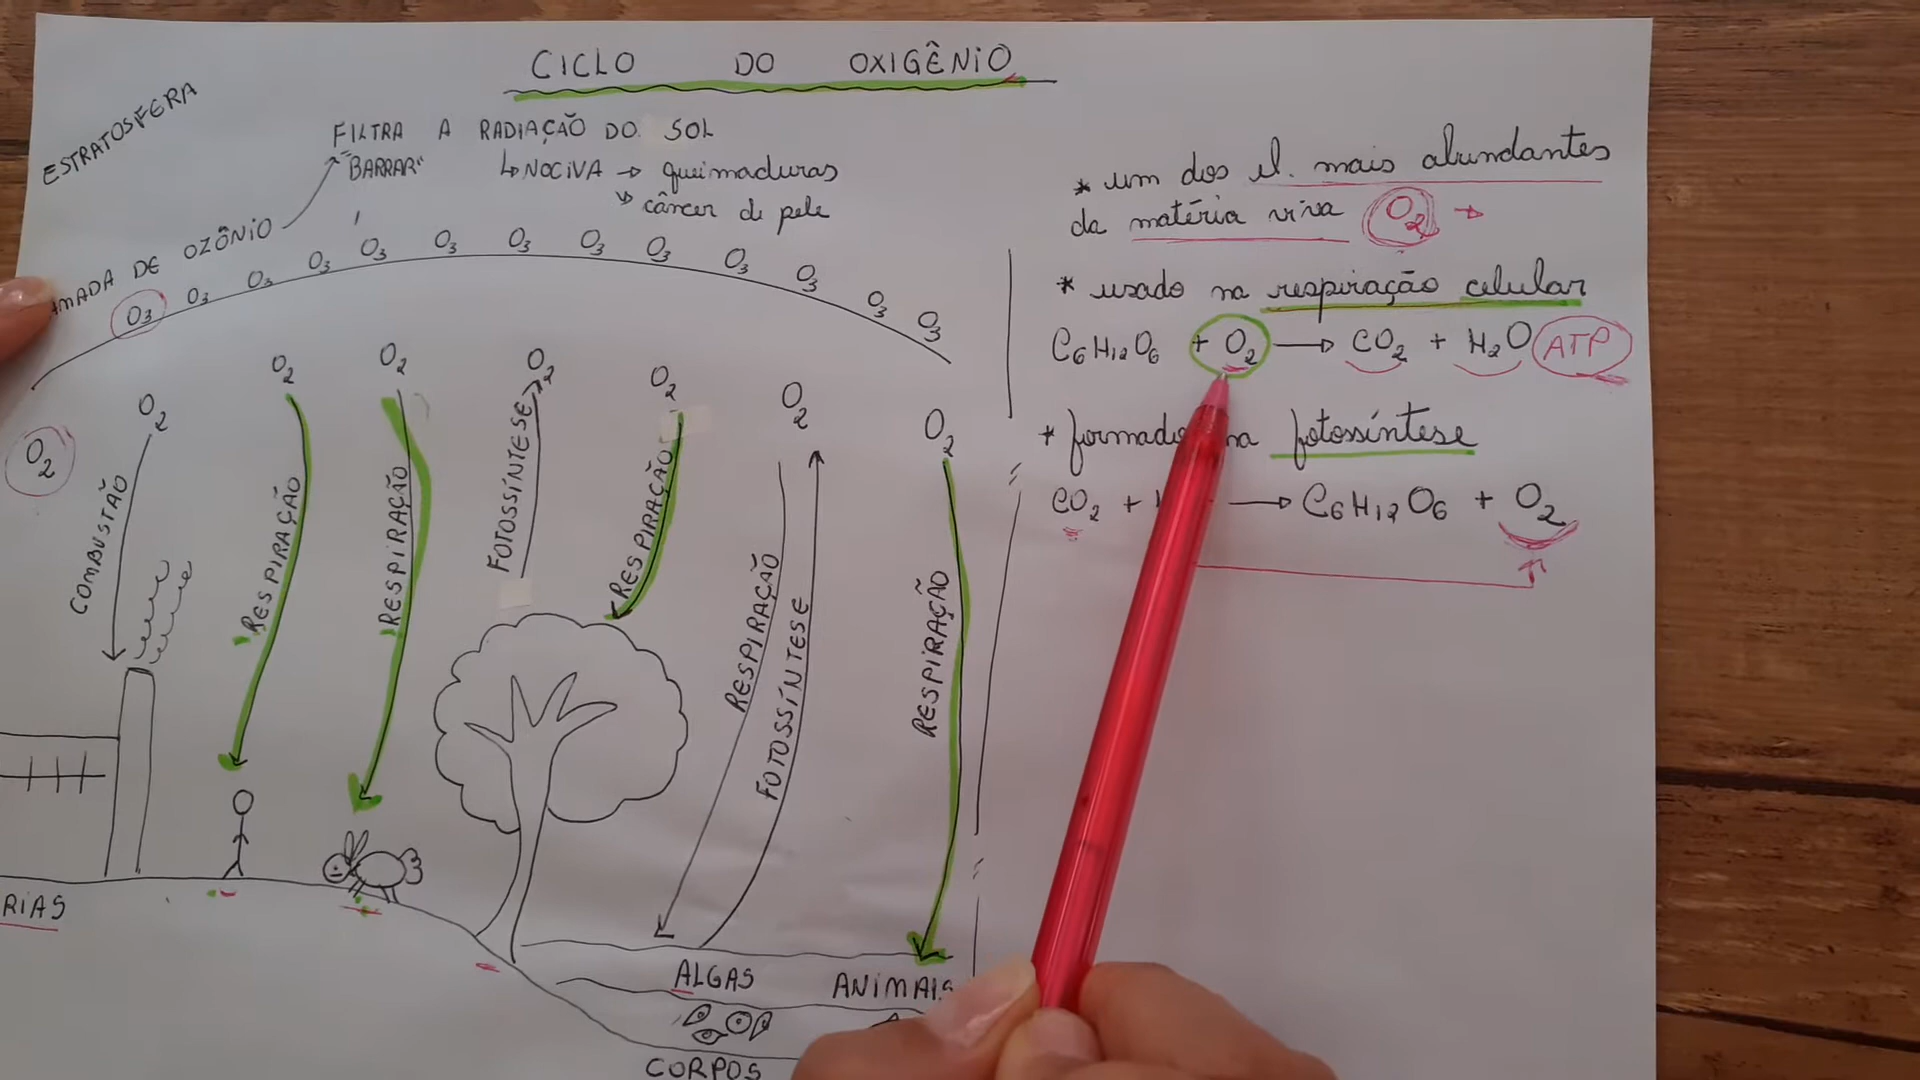 CICLO DO OXIGÊNIO
ESTRATOSFERA
FILTRA A RADIAÇÃO DO SOL
"BARRAR" ↳ NOCIVA → queimaduras
↳ câncer de pele
AMADA DE OZÔNIO
O3 O3 O3 O3 O3 O3 O3 O3 O3 O3 O3 O3 O3
O2 O2 O2 O2 O2 O2 O2 O2
COMBUSTÃO
RESPIRAÇÃO
RESPIRAÇÃO
FOTOSSÍNTESE
RESPIRAÇÃO
RESPIRAÇÃO
FOTOSSÍNTESE
RESPIRAÇÃO
RIAS
ALGAS ANIMAIS
CORPOS
* um dos el. mais abundantes
da matéria viva O2 →
* usado na respiração celular
C6H12O6 + O2 → CO2 + H2O ATP
* formado na fotossíntese
CO2 + → C6H12O6 + O2